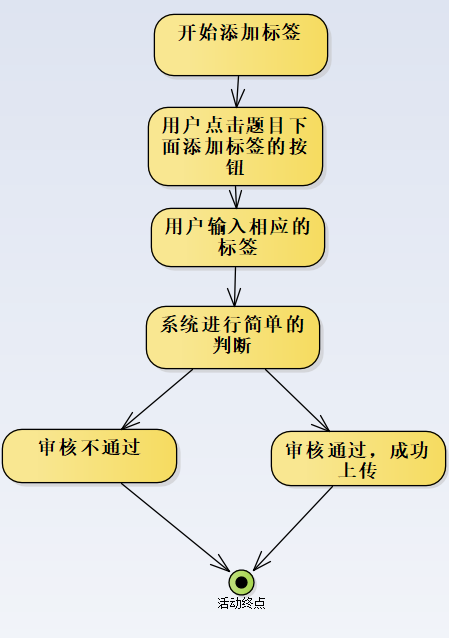 开始添加标签
用户点击题目下
面添加标签的按
钮
用户输入相应的
标签
系统进行简单的
判断
审核不通过
审核通过，成功
上传
活动终点